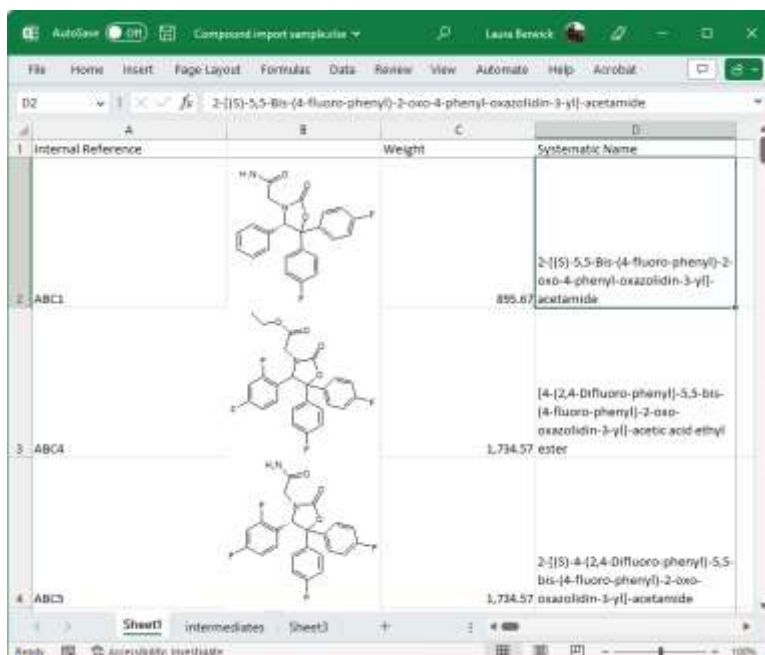 AutoSave Off Compound import sample.xlsx Laura Berwick
File Home Insert Page Layout Formulas Data Review View Automate Help Acrobat
D2 fx 2-[(S)-5,5-Bis-(4-fluoro-phenyl)-2-oxo-4-phenyl-oxazolidin-3-yl]-acetamide
A B C D
1 Internal Reference Weight Systematic Name
H₂N O O
N O
F
F
2-[(S)-5,5-Bis-(4-fluoro-phenyl)-2-
oxo-4-phenyl-oxazolidin-3-yl]-
2 ABC1 895.67 acetamide
O O
F N O
F F
F
[4-(2,4-Difluoro-phenyl)-5,5-bis-
(4-fluoro-phenyl)-2-oxo-
oxazolidin-3-yl]-acetic acid ethyl
3 ABC4 1,734.57 ester
H₂N O
O
F N O
F F
F
2-[(S)-4-(2,4-Difluoro-phenyl)-5,5-
bis-(4-fluoro-phenyl)-2-oxo-
4 ABC5 1,734.57 oxazolidin-3-yl]-acetamide
Sheet1 intermediates Sheet3 +
Ready Accessibility: Investigate 100%